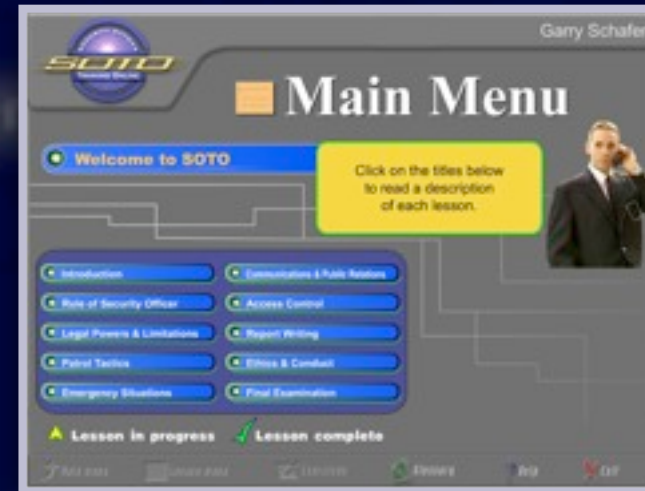 Garry Schafer
SOTO
TRAINING ONLINE
Main Menu
Welcome to SOTO
Click on the titles below
to read a description
of each lesson.
Introduction
Role of Security Officer
Legal Powers & Limitations
Patrol Tactics
Emergency Situations
Communications & Public Relations
Access Control
Report Writing
Ethics & Conduct
Final Examination
Lesson in progress
Lesson complete
Help
Exit